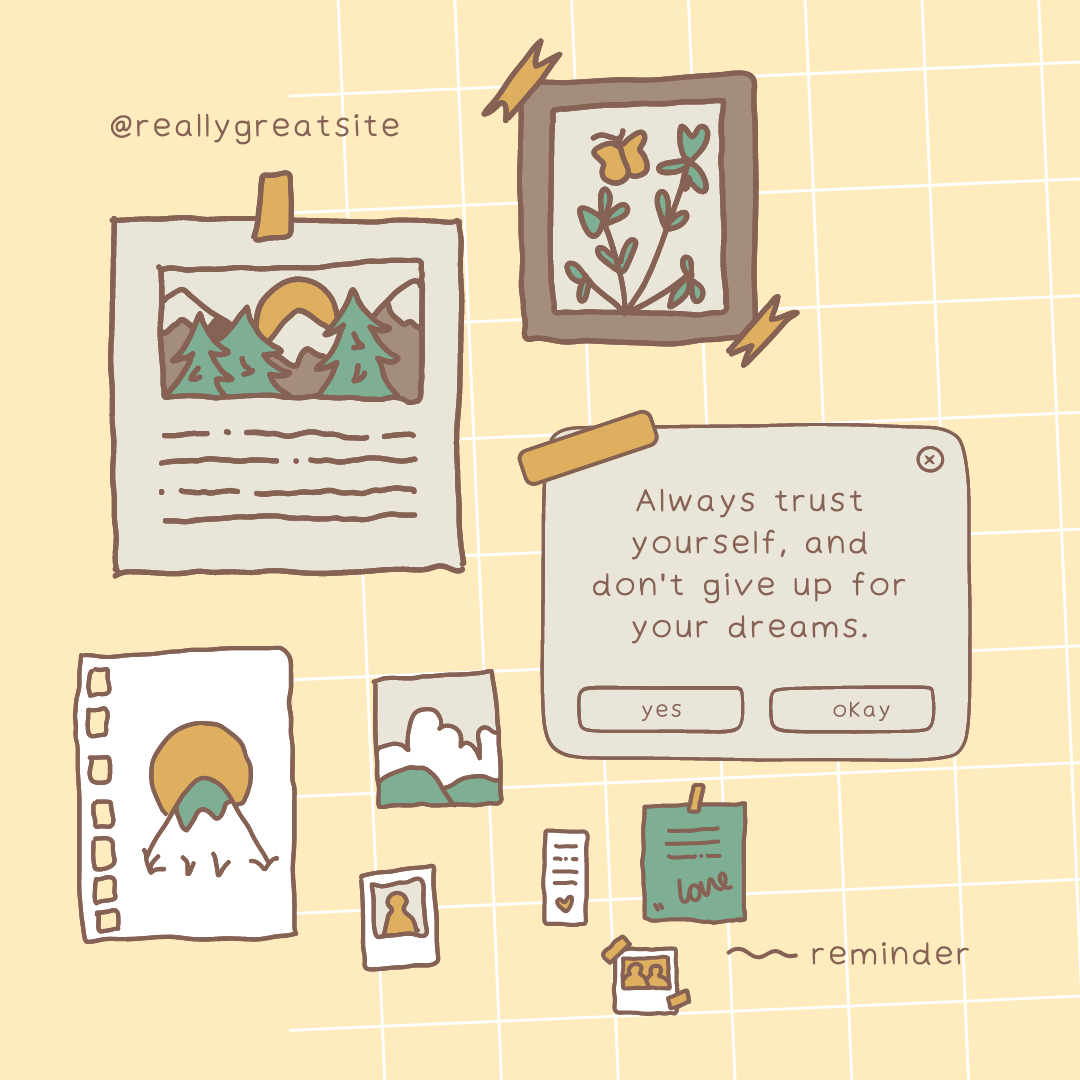 @reallygreatsite
Always trust
yourself, and
don't give up for
your dreams.
yes
okay
love
reminder